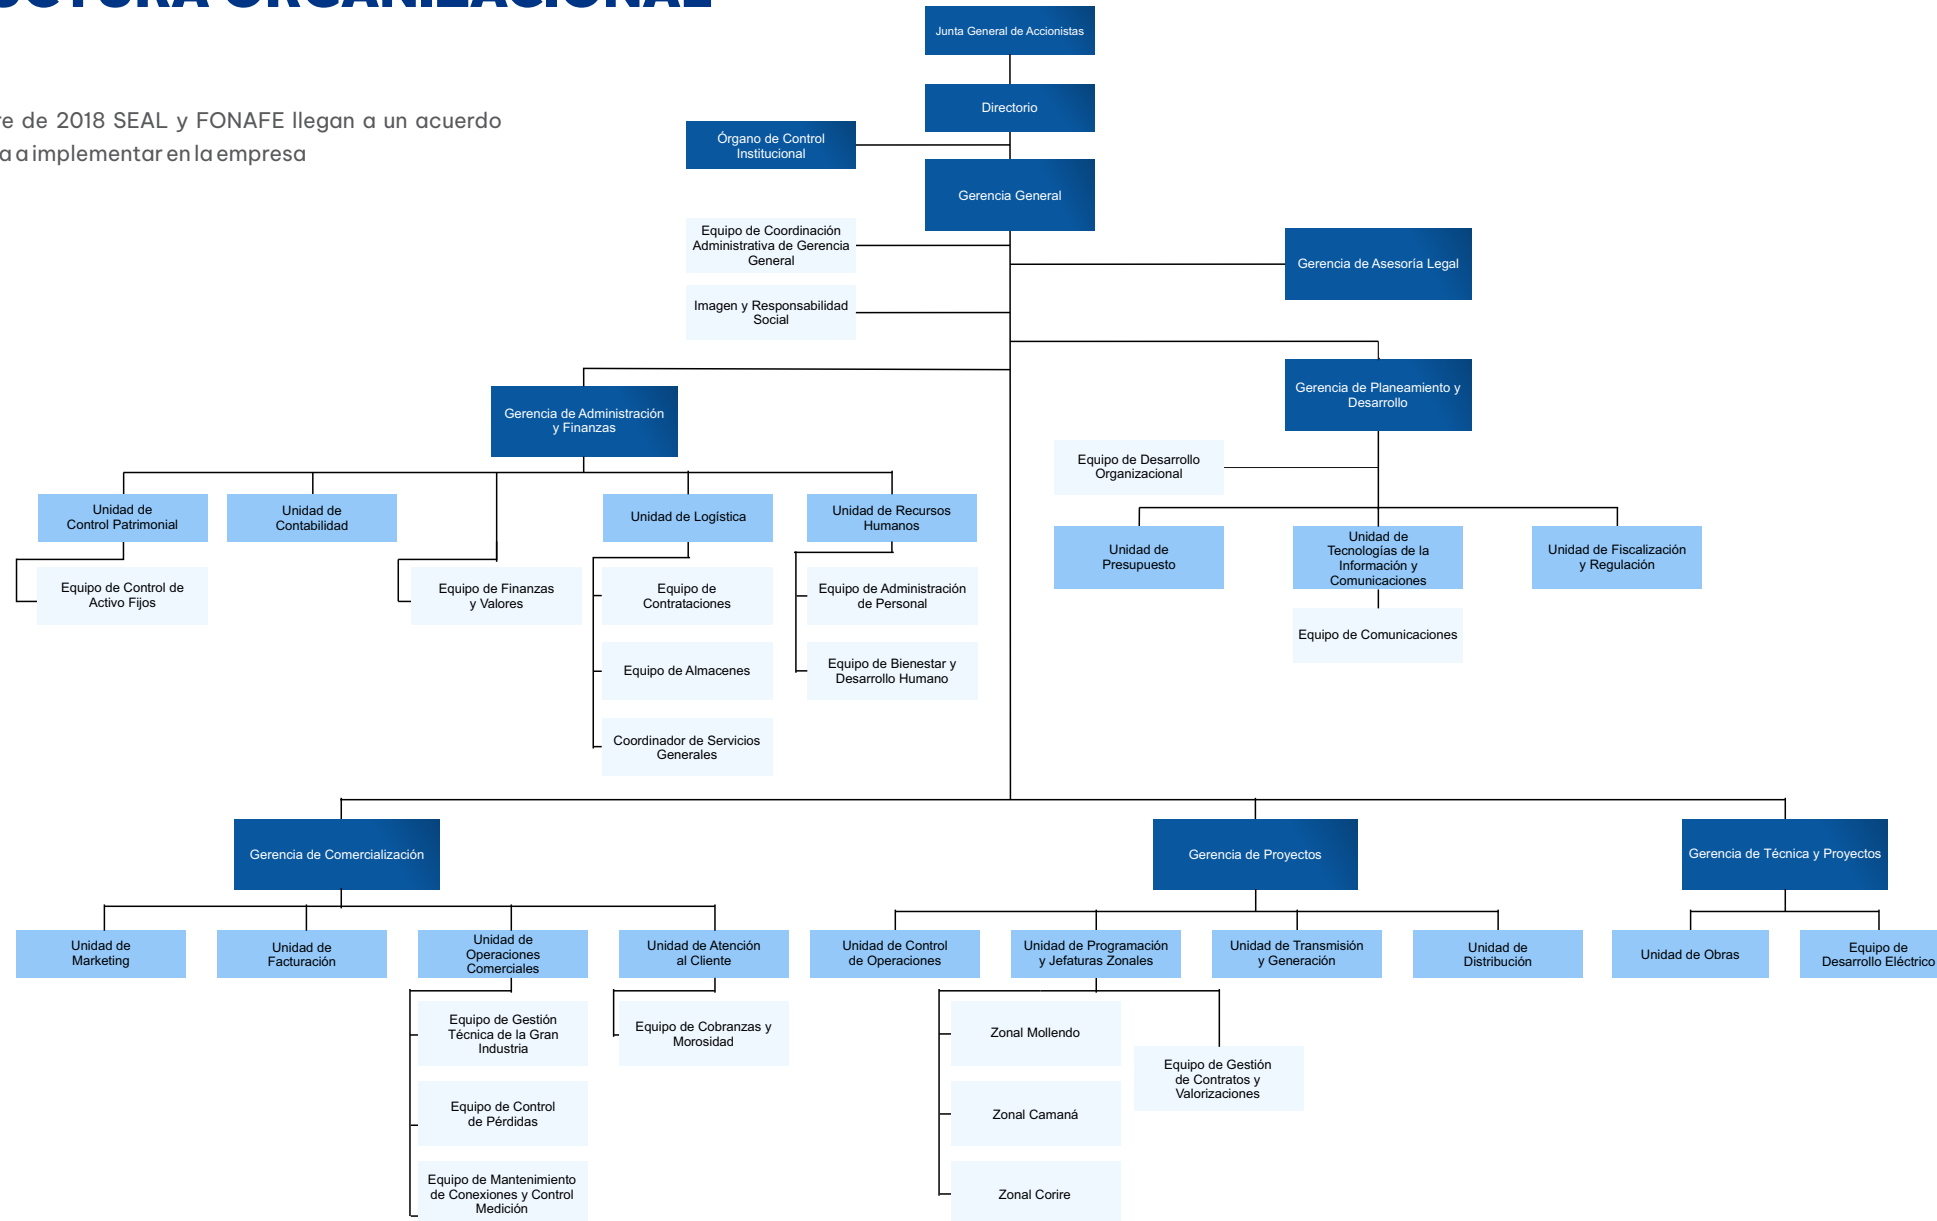 ORGANIZACIONAL
de 2018 SEAL y FONAFE llegan a un acuerdo
a implementar en la empresa
Junta General de Accionistas
Directorio
Órgano de Control
Institucional
Gerencia General
Equipo de Coordinación
Administrativa de Gerencia
General
Gerencia de Asesoría Legal
Imagen y Responsabilidad
Social
Gerencia de Planeamiento y
Desarrollo
Gerencia de Administración
y Finanzas
Equipo de Desarrollo
Organizacional
Unidad de
Control Patrimonial
Unidad de
Contabilidad
Unidad de Logística
Unidad de Recursos
Humanos
Unidad de
Presupuesto
Unidad de
Tecnologías de la
Información y
Comunicaciones
Unidad de Fiscalización
y Regulación
Equipo de Control de
Activo Fijos
Equipo de Finanzas
y Valores
Equipo de
Contrataciones
Equipo de Administración
de Personal
Equipo de Comunicaciones
Equipo de Almacenes
Equipo de Bienestar y
Desarrollo Humano
Coordinador de Servicios
Generales
Gerencia de Comercialización
Gerencia de Proyectos
Gerencia de Técnica y Proyectos
Unidad de
Marketing
Unidad de
Facturación
Unidad de
Operaciones
Comerciales
Unidad de Atención
al Cliente
Unidad de Control
de Operaciones
Unidad de Programación
y Jefaturas Zonales
Unidad de Transmisión
y Generación
Unidad de
Distribución
Unidad de Obras
Equipo de
Desarrollo Eléctrico
Equipo de Gestión
Técnica de la Gran
Industria
Equipo de Cobranzas y
Morosidad
Zonal Mollendo
Equipo de Gestión
de Contratos y
Valorizaciones
Equipo de Control
de Pérdidas
Zonal Camaná
Equipo de Mantenimiento
de Conexiones y Control
Medición
Zonal Corire